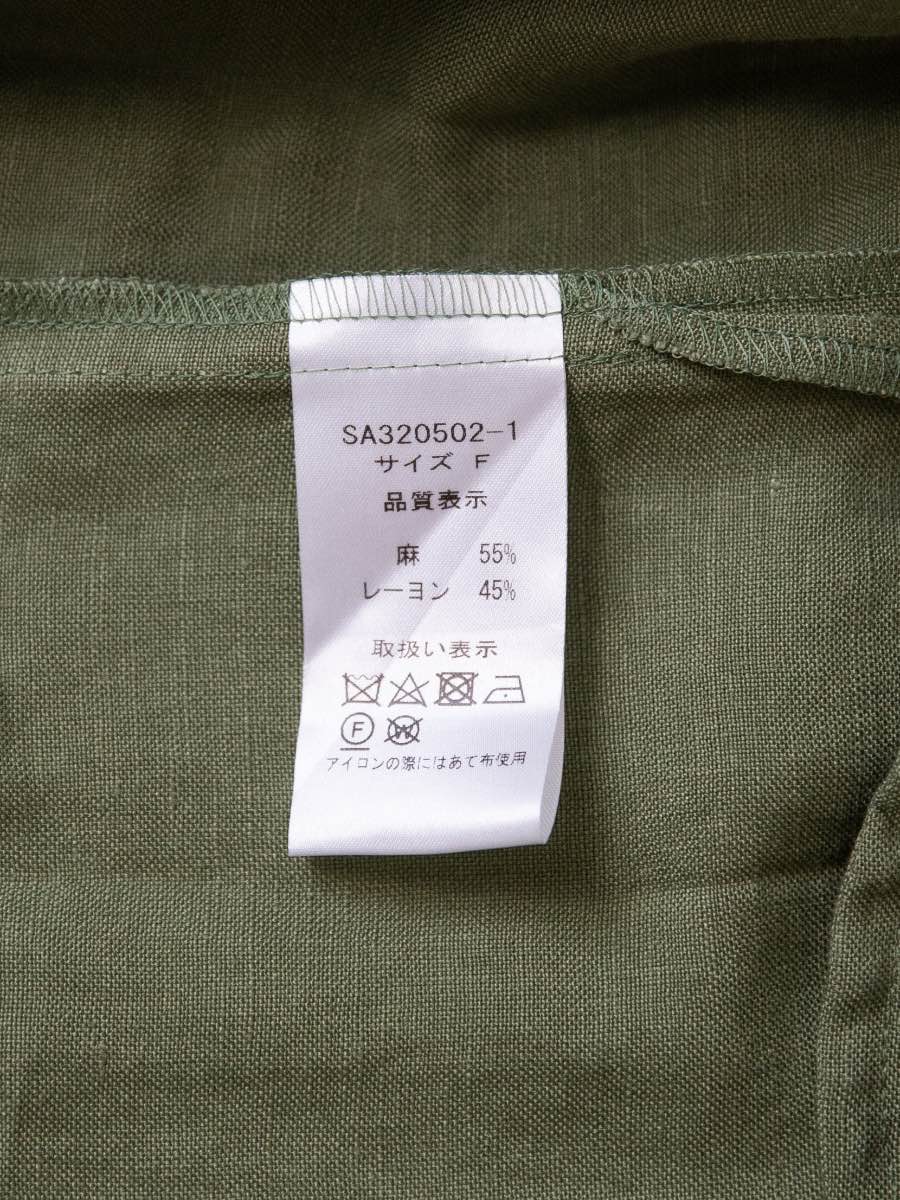 SA320502-1
サイズ F
品質表示
麻 55%
レーヨン 45%
取扱い表示
F W
アイロンの際にはあて布使用